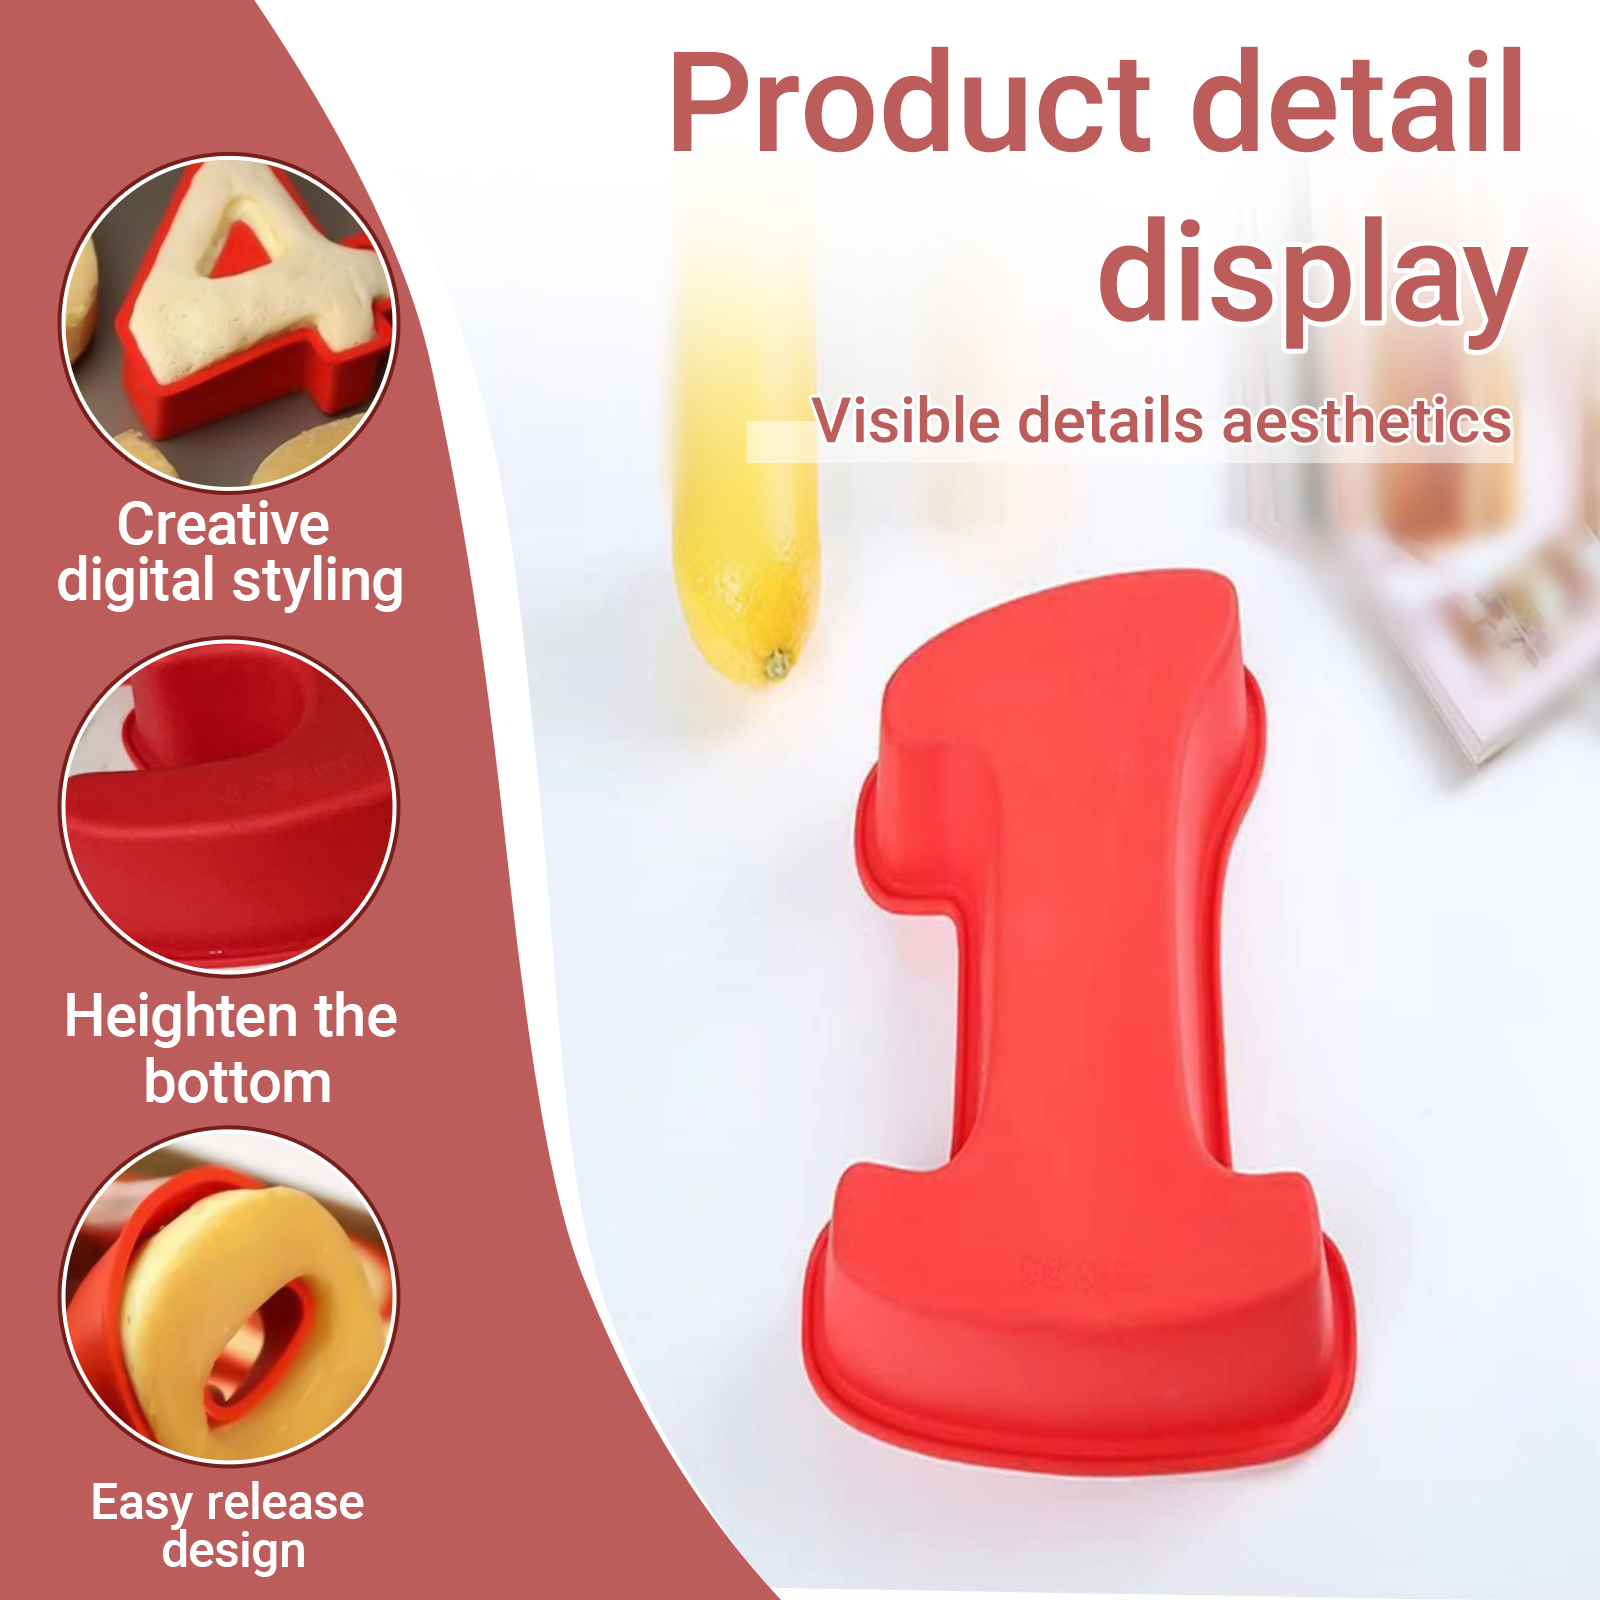 Product detail
display
Visible details aesthetics
Creative
digital styling
Heighten the
bottom
Easy release
design